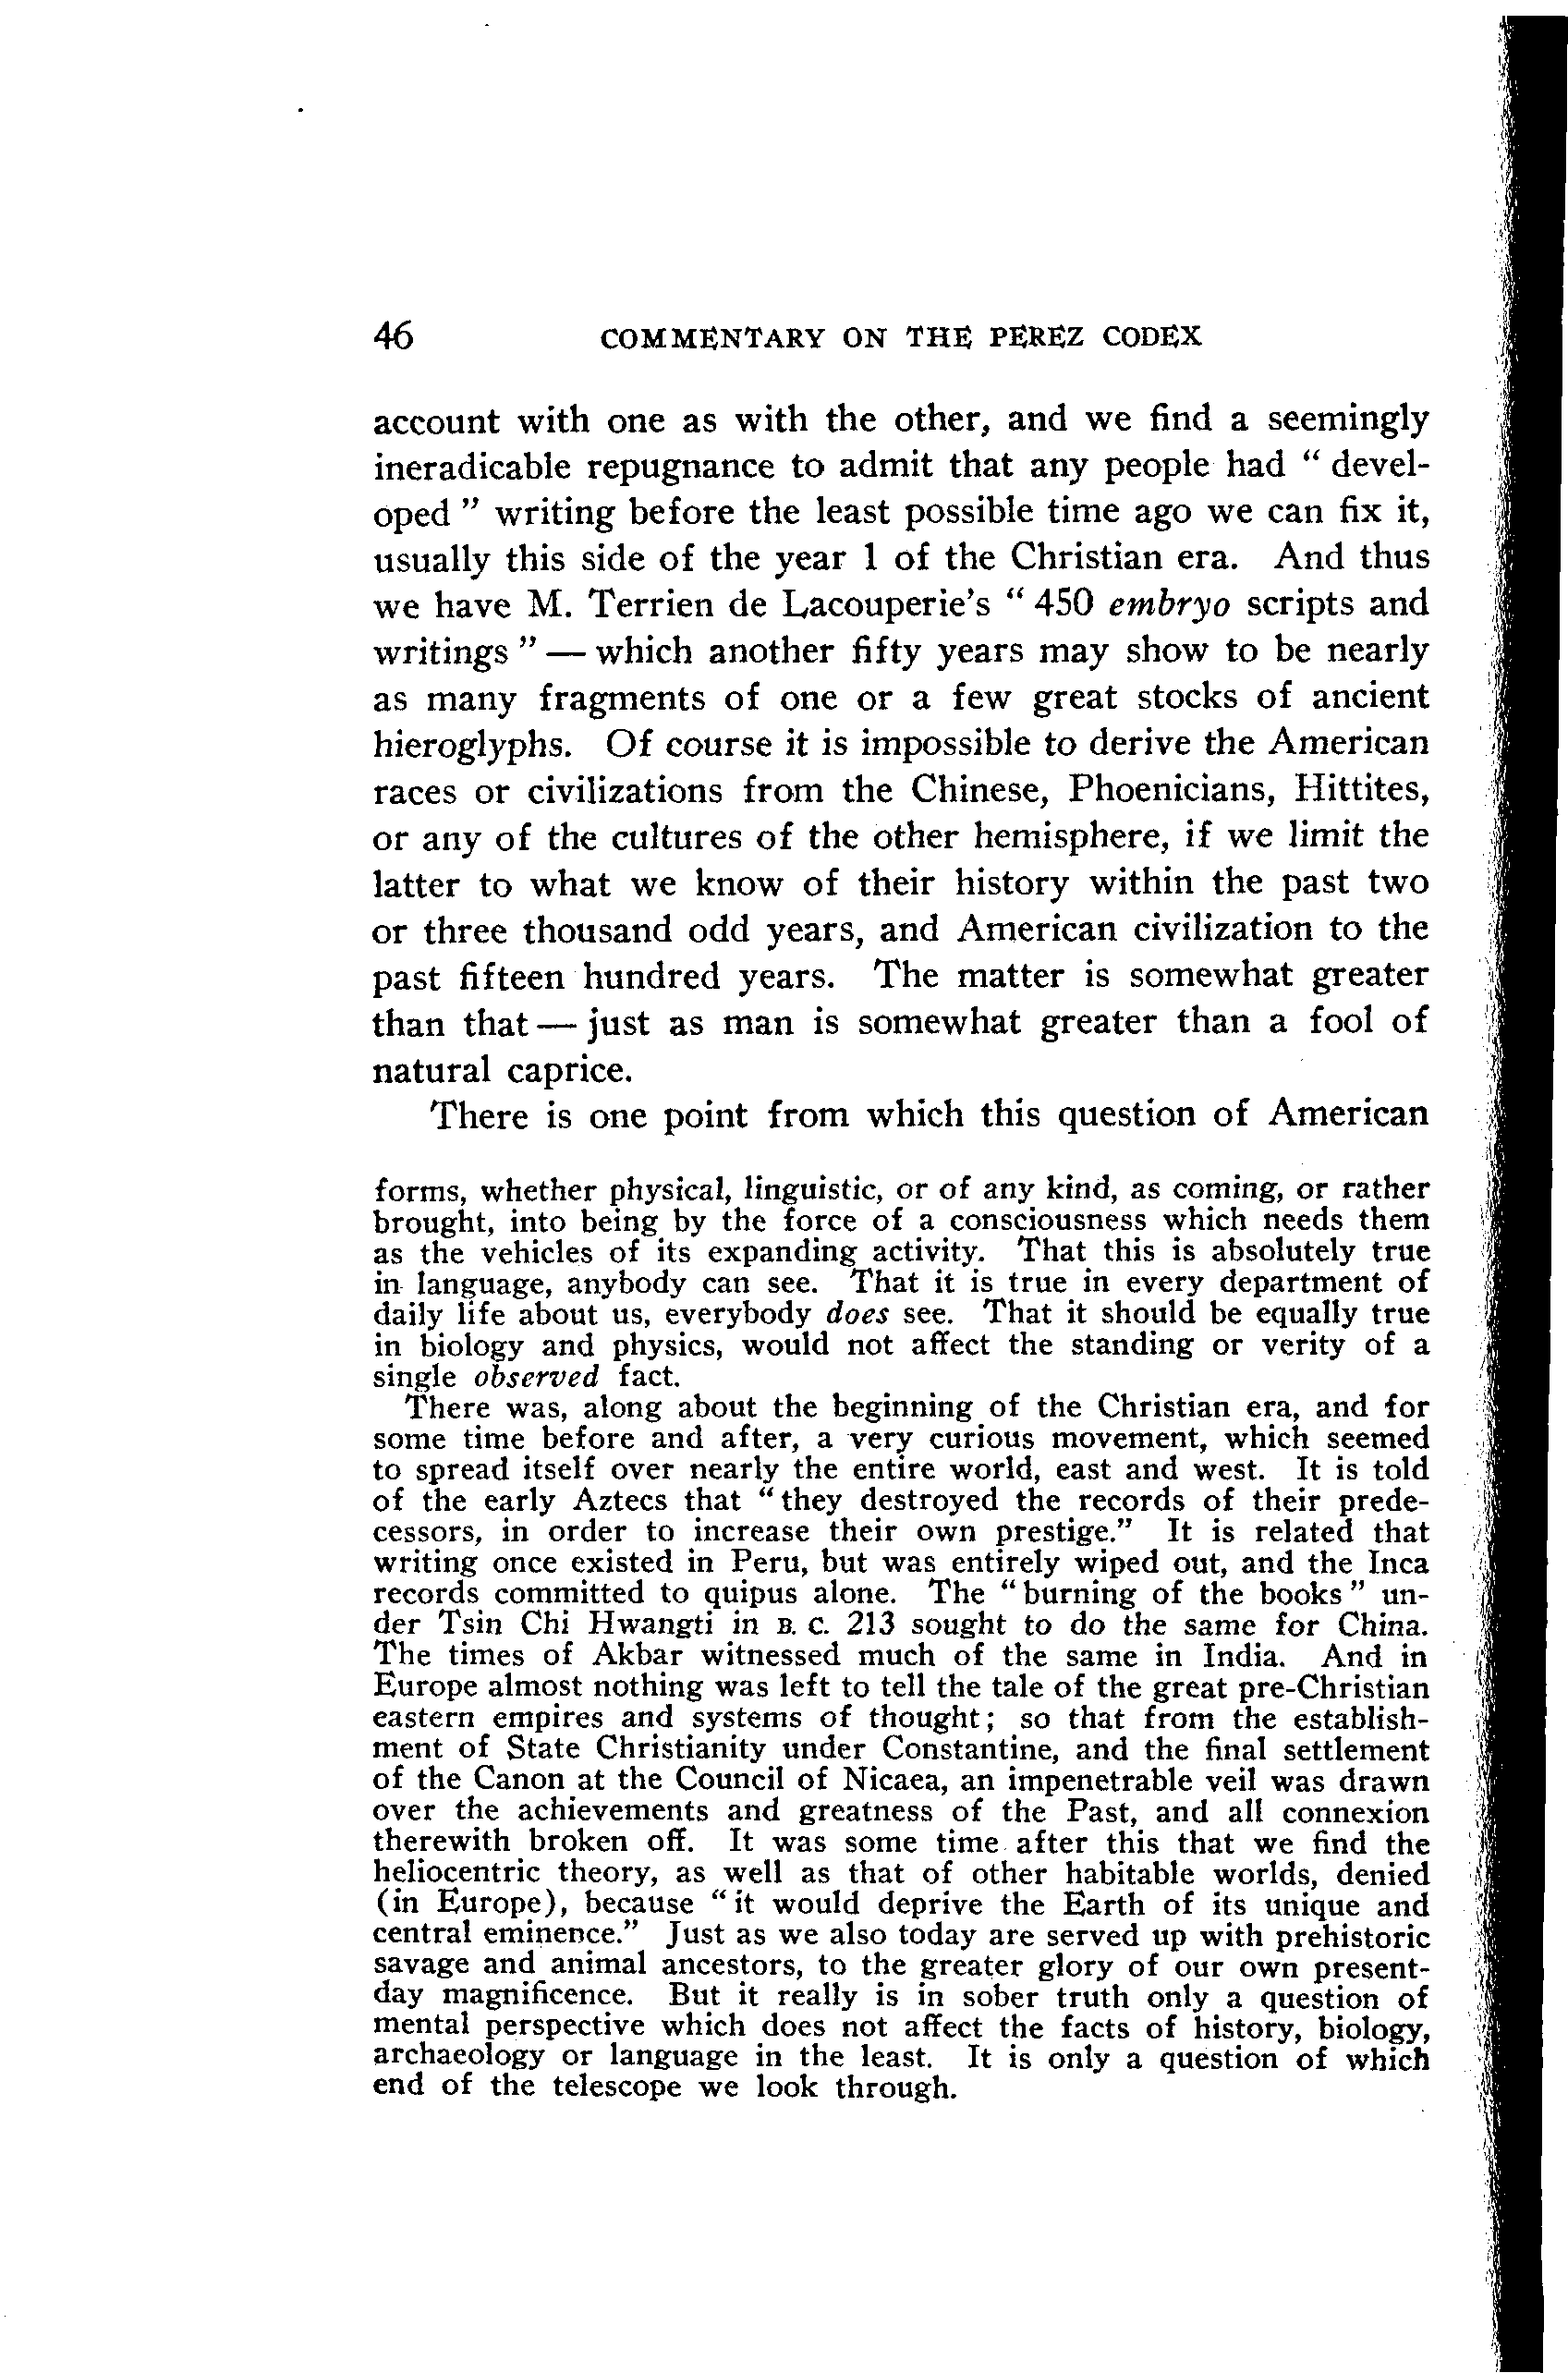 46 COMMENTARY ON THE PEREZ CODEX
account with one as with the other, and we find a seemingly
ineradicable repugnance to admit that any people had " devel-
oped " writing before the least possible time ago we can fix it,
usually this side of the year 1 of the Christian era. And thus
we have M. Terrien de Lacouperie's " 450 embryo scripts and
writings " — which another fifty years may show to be nearly
as many fragments of one or a few great stocks of ancient
hieroglyphs. Of course it is impossible to derive the American
races or civilizations from the Chinese, Phoenicians, Hittites,
or any of the cultures of the other hemisphere, if we limit the
latter to what we know of their history within the past two
or three thousand odd years, and American civilization to the
past fifteen hundred years. The matter is somewhat greater
than that — just as man is somewhat greater than a fool of
natural caprice.
There is one point from which this question of American
forms, whether physical, linguistic, or of any kind, as coming, or rather
brought, into being by the force of a consciousness which needs them
as the vehicles of its expanding activity. That this is absolutely true
in language, anybody can see. That it is true in every department of
daily life about us, everybody does see. That it should be equally true
in biology and physics, would not affect the standing or verity of a
single observed fact.
There was, along about the beginning of the Christian era, and for
some time before and after, a very curious movement, which seemed
to spread itself over nearly the entire world, east and west. It is told
of the early Aztecs that " they destroyed the records of their prede-
cessors, in order to increase their own prestige." It is related that
writing once existed in Peru, but was entirely wiped out, and the Inca
records committed to quipus alone. The " burning of the books " un-
der Tsin Chi Hwangti in B. C. 213 sought to do the same for China.
The times of Akbar witnessed much of the same in India. And in
Europe almost nothing was left to tell the tale of the great pre-Christian
eastern empires and systems of thought; so that from the establish-
ment of State Christianity under Constantine, and the final settlement
of the Canon at the Council of Nicaea, an impenetrable veil was drawn
over the achievements and greatness of the Past, and all connexion
therewith broken off. It was some time after this that we find the
heliocentric theory, as well as that of other habitable worlds, denied
(in Europe), because " it would deprive the Earth of its unique and
central eminence." Just as we also today are served up with prehistoric
savage and animal ancestors, to the greater glory of our own present-
day magnificence. But it really is in sober truth only a question of
mental perspective which does not affect the facts of history, biology,
archaeology or language in the least. It is only a question of which
end of the telescope we look through.